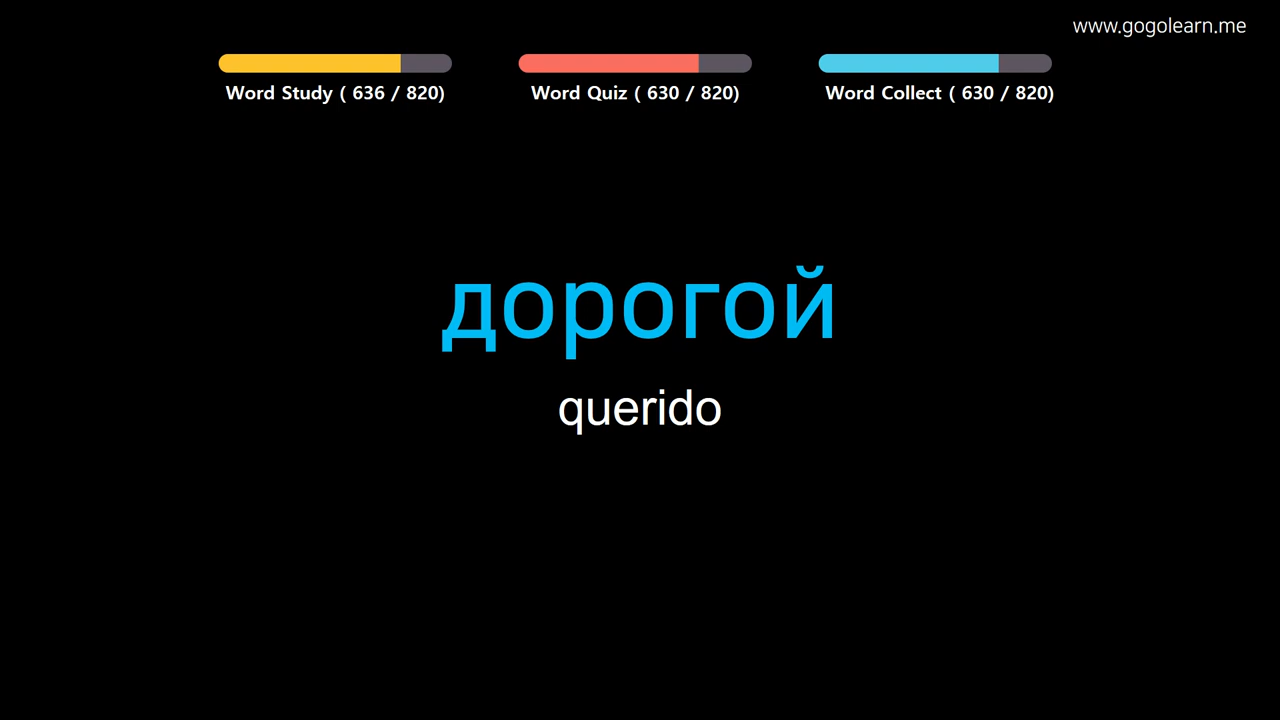 www.gogolearn.me
Word Study ( 636 / 820)
Word Quiz ( 630 / 820)
Word Collect ( 630 / 820)
дорогой
querido